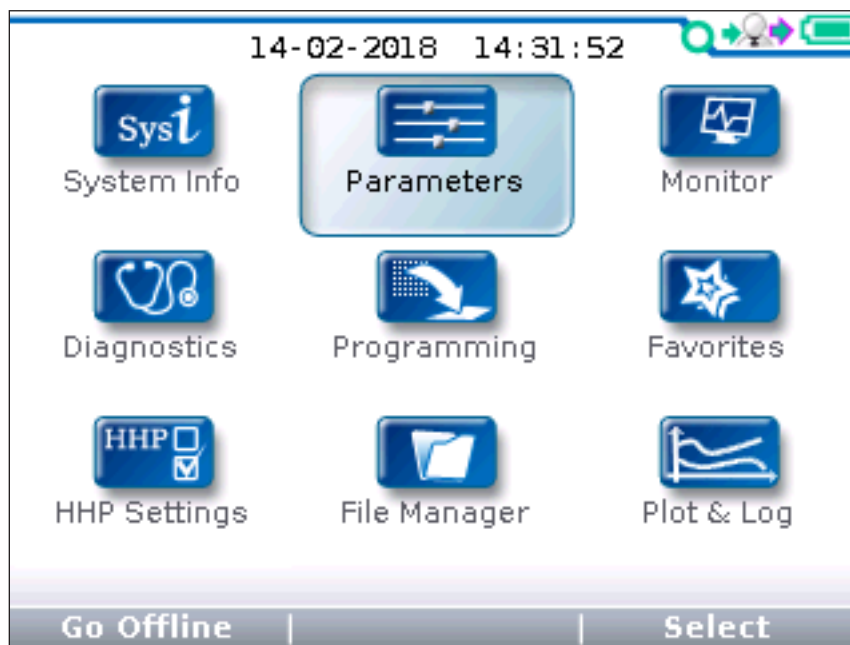 14-02-2018 14:31:52
Sysi
System Info
Parameters
Monitor
Diagnostics
Programming
Favorites
HHP
HHP Settings
File Manager
Plot & Log
Go Offline
Select